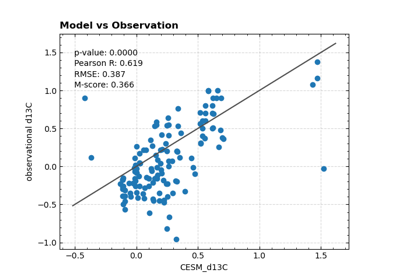 Model vs Observation
p-value: 0.0000
Pearson R: 0.619
RMSE: 0.387
M-score: 0.366
observational d13C
1.5
1.0
0.5
0.0
−0.5
−1.0
−0.5 0.0 0.5 1.0 1.5
CESM_d13C